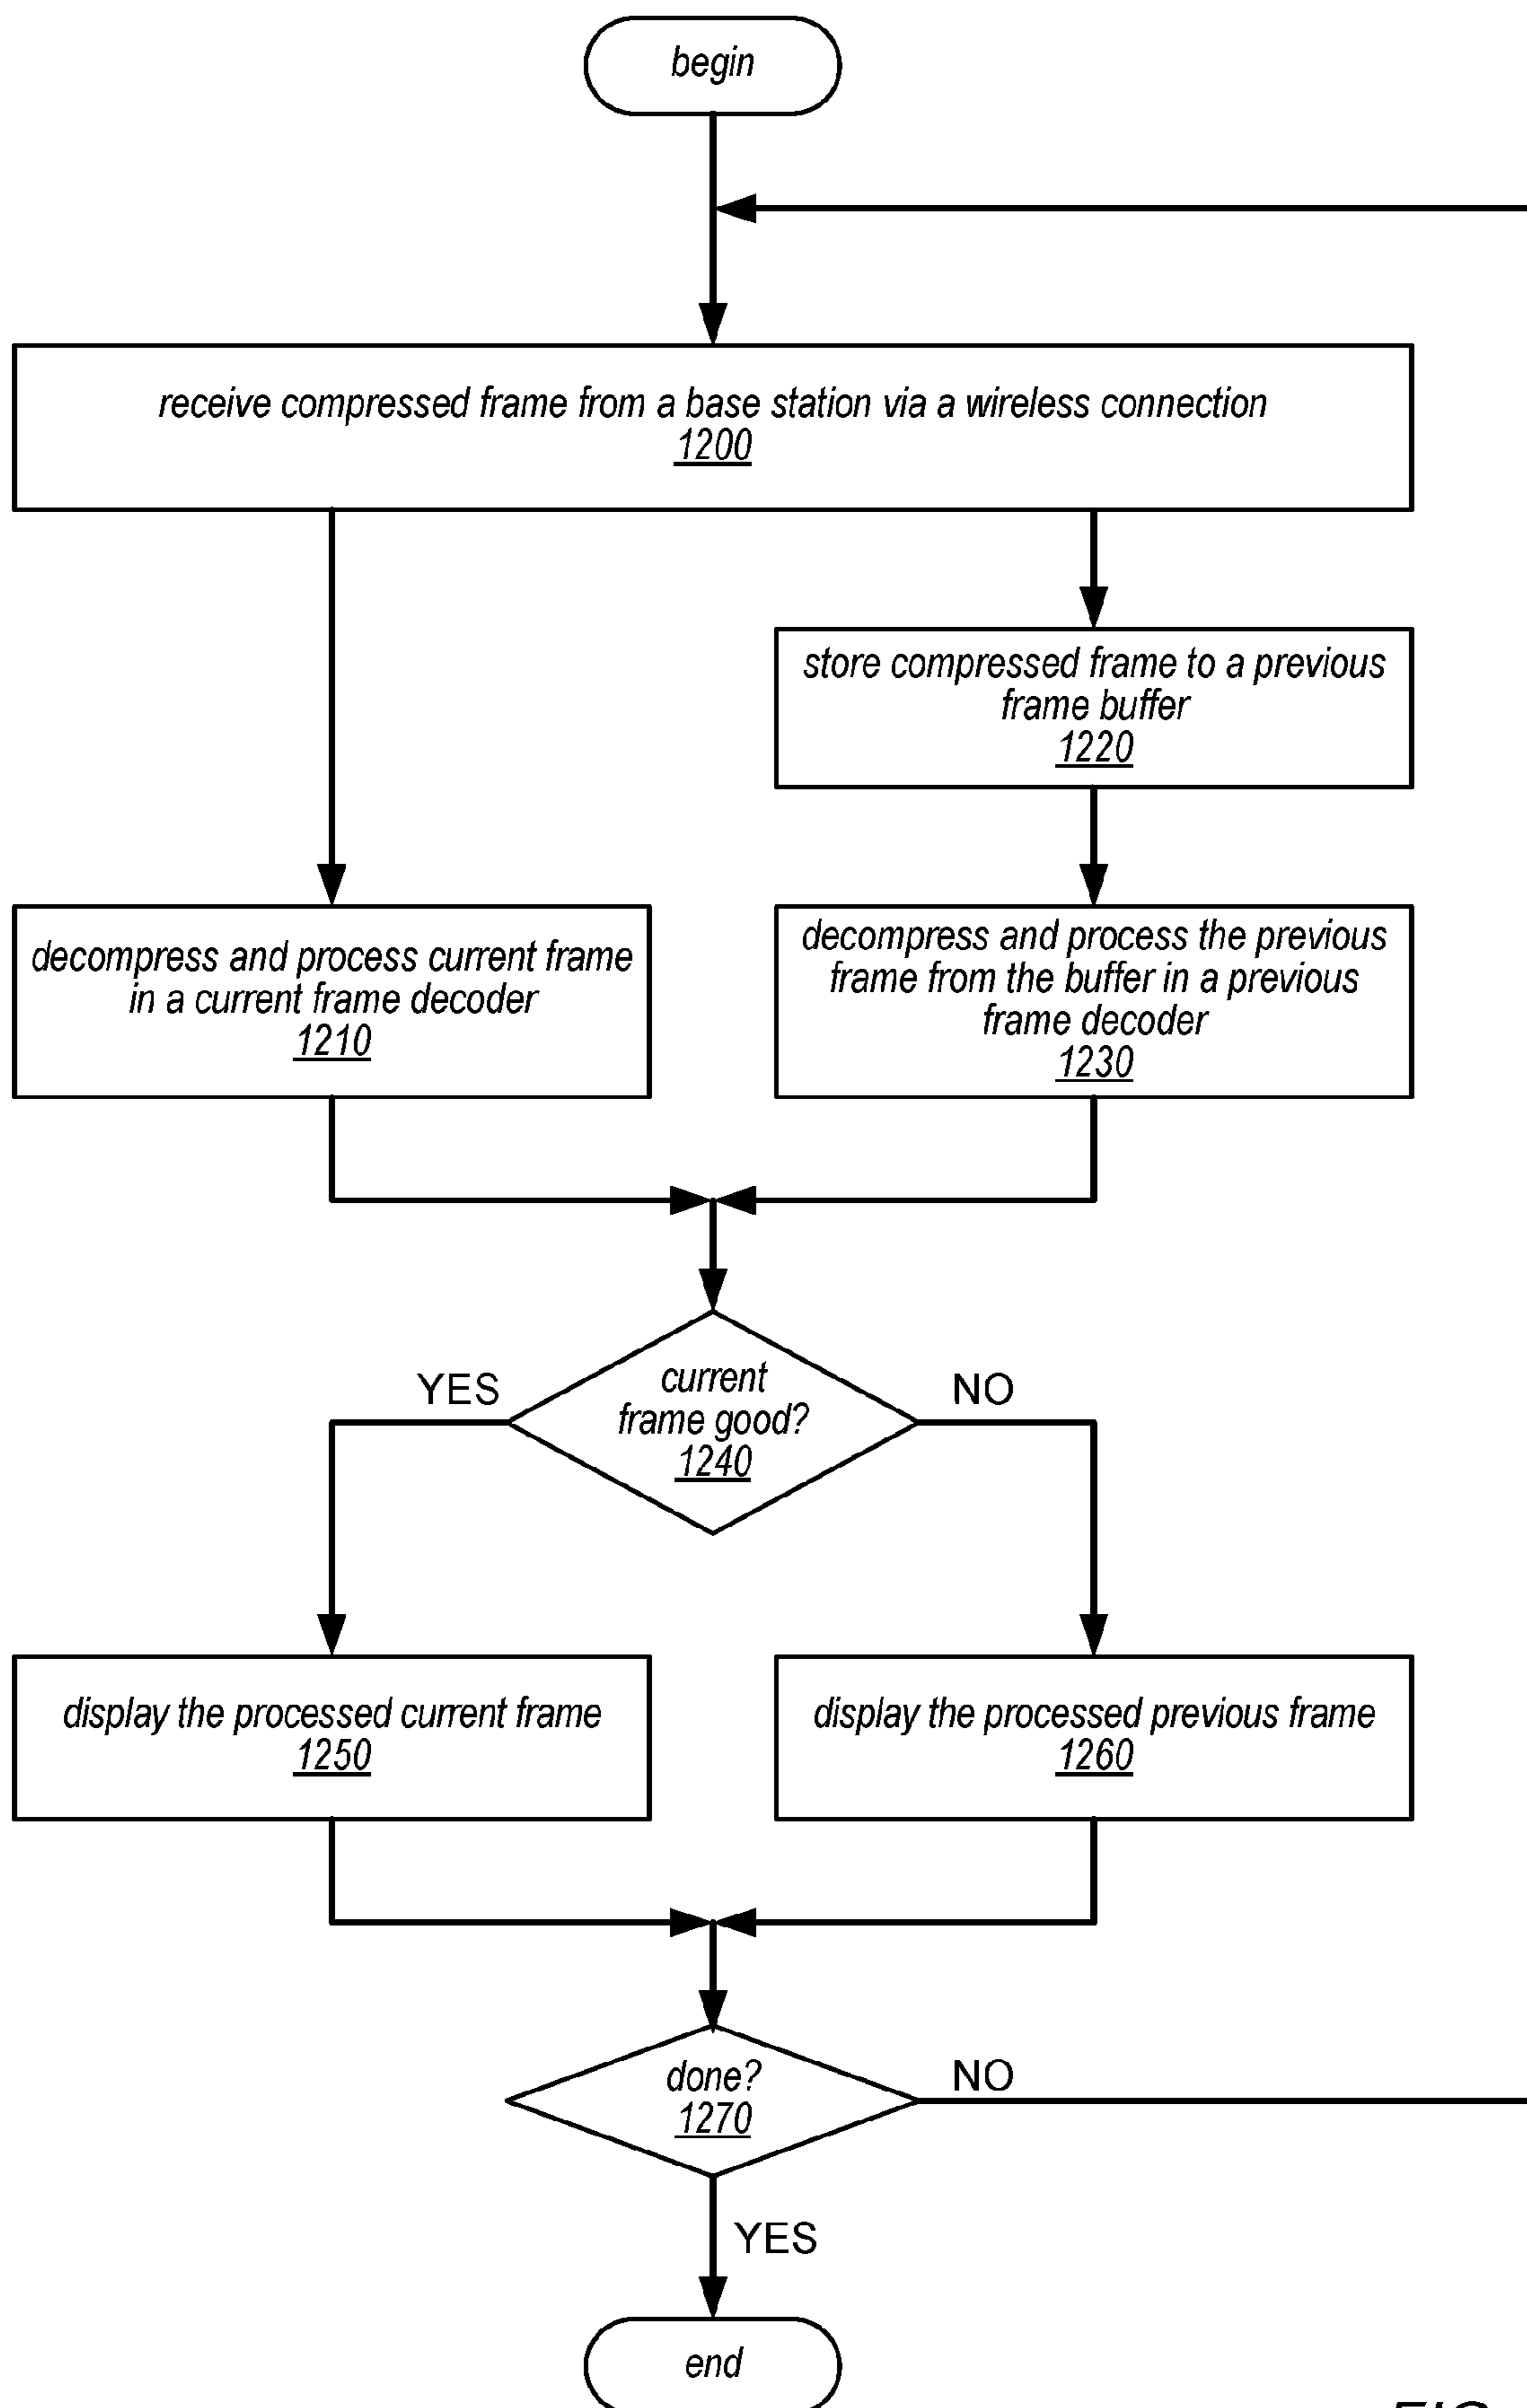 begin
receive compressed frame from a base station via a wireless connection
1200
store compressed frame to a previous
frame buffer
1220
decompress and process current frame
in a current frame decoder
1210
decompress and process the previous
frame from the buffer in a previous
frame decoder
1230
YES
current
frame good?
1240
NO
display the processed current frame
1250
display the processed previous frame
1260
done?
1270
NO
YES
end